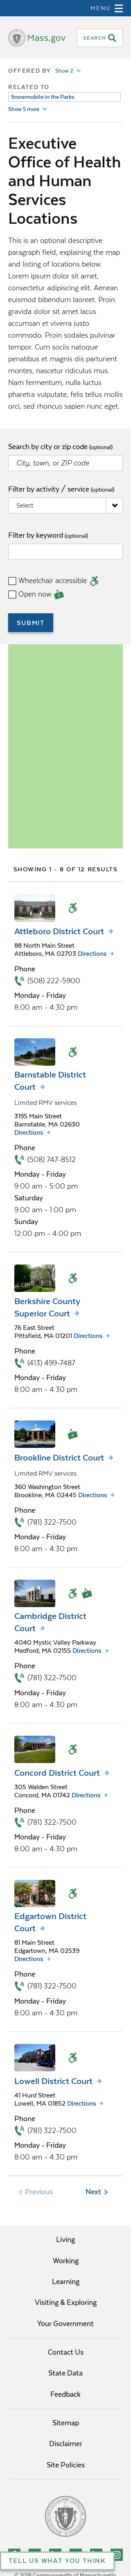 MENU
Mass.gov
SEARCH
OFFERED BY Show 2
RELATED TO
Snowmobile in the Parks
Show 5 more
Executive
Office of Health
and Human
Services
Locations
This is an optional descriptive
paragraph, explaining what map
or listing of locations below.
Lorem ipsum dolor sit amet,
consectetur adipisicing elit. Aenean
euismod bibendum laoreet. Proin
gravida dolor sit amet lacus
accumsan et viverra justo
commodo. Proin sodales pulvinar
tempor. Cum sociis natoque
penatibus et magnis dis parturient
montes, nascetur ridiculus mus.
Nam fermentum, nulla luctus
pharetra vulputate, felis tellus mollis
orci, sed rhoncus sapien nunc eget.
Search by city or zip code (optional)
City, town, or ZIP code
Filter by activity / service (optional)
Select
Filter by keyword (optional)
Wheelchair accessible
Open now
SUBMIT
SHOWING 1 - 8 OF 12 RESULTS
Attleboro District Court
88 North Main Street
Attleboro, MA 02703 Directions
Phone
(508) 222-5900
Monday - Friday
8:00 am - 4:30 pm
Barnstable District
Court
Limited RMV services
3195 Main Street
Barnstable, MA 02630
Directions
Phone
(508) 747-8512
Monday - Friday
9:00 am - 5:00 pm
Saturday
9:00 am - 1:00 pm
Sunday
12:00 pm - 4:00 pm
Berkshire County
Superior Court
76 East Street
Pittsfield, MA 01201 Directions
Phone
(413) 499-7487
Monday - Friday
8:00 am - 4:30 pm
Brookline District Court
Limited RMV services
360 Washington Street
Brookline, MA 02445 Directions
Phone
(781) 322-7500
Monday - Friday
8:00 am - 4:30 pm
Cambridge District
Court
4040 Mystic Valley Parkway
Medford, MA 02155 Directions
Phone
(781) 322-7500
Monday - Friday
8:00 am - 4:30 pm
Concord District Court
305 Walden Street
Concord, MA 01742 Directions
Phone
(781) 322-7500
Monday - Friday
8:00 am - 4:30 pm
Edgartown District
Court
81 Main Street
Edgartown, MA 02539
Directions
Phone
(781) 322-7500
Monday - Friday
8:00 am - 4:30 pm
Lowell District Court
41 Hurd Street
Lowell, MA 01852 Directions
Phone
(781) 322-7500
Monday - Friday
8:00 am - 4:30 pm
Previous Next
Living
Working
Learning
Visiting & Exploring
Your Government
Contact Us
State Data
Feedback
Sitemap
Disclaimer
Site Policies
TELL US WHAT YOU THINK